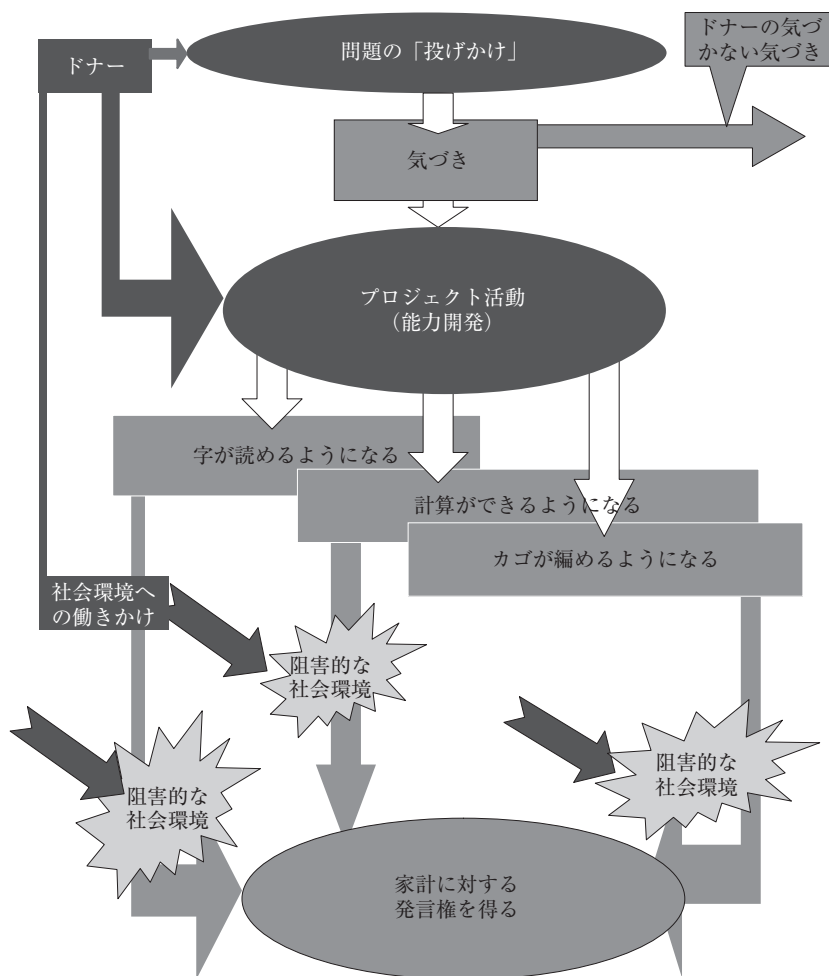 ドナー
問題の「投げかけ」
ドナーの気づ
かない気づき
気づき
プロジェクト活動
（能力開発）
字が読めるようになる
計算ができるようになる
カゴが編めるようになる
社会環境へ
の働きかけ
阻害的な
社会環境
阻害的な
社会環境
阻害的な
社会環境
家計に対する
発言権を得る